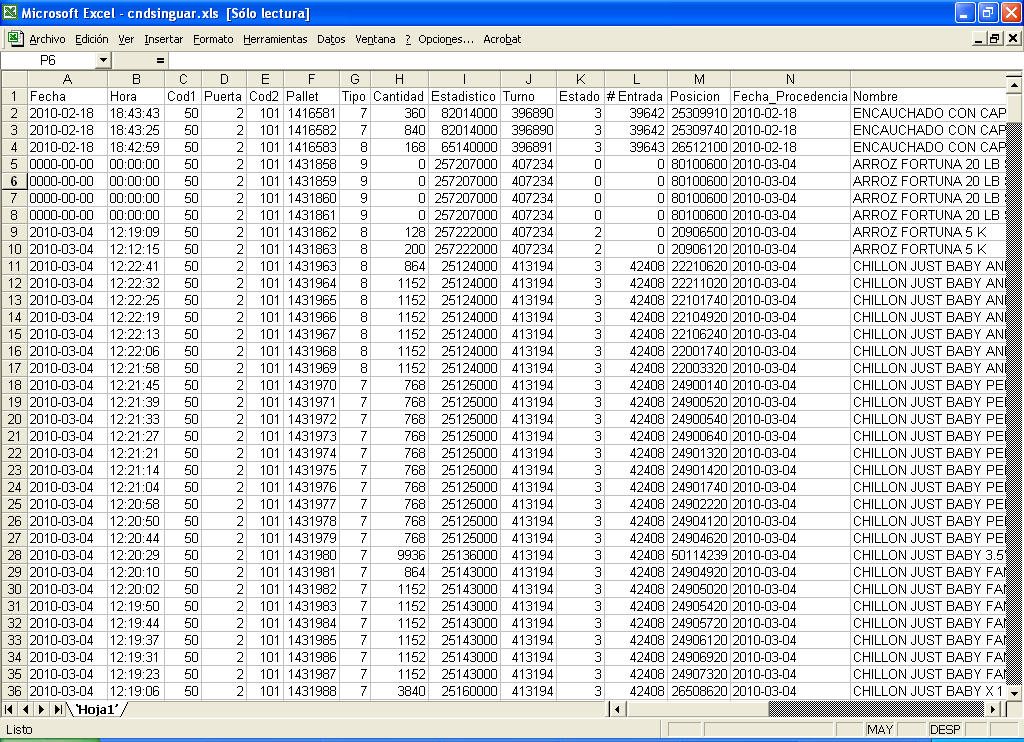 Microsoft Excel - cndsinguar.xls [Sólo lectura]
Archivo Edición Ver Insertar Formato Herramientas Datos Ventana ? Opciones... Acrobat
P6 =
A B C D E F G H I J K L M N
1 Fecha Hora Cod1 Puerta Cod2 Pallet Tipo Cantidad Estadistico Turno Estado # Entrada Posicion Fecha_Procedencia Nombre
2 2010-02-18 18:43:43 50 2 101 1416581 7 360 82014000 396890 3 39642 25309910 2010-02-18 ENCAUCHADO CON CAP
3 2010-02-18 18:43:25 50 2 101 1416582 7 840 82014000 396890 3 39642 25309740 2010-02-18 ENCAUCHADO CON CAP
4 2010-02-18 18:42:59 50 2 101 1416583 8 168 65140000 396891 3 39643 26512100 2010-02-18 ENCAUCHADO CON CAP
5 0000-00-00 00:00:00 50 2 101 1431858 9 0 257207000 407234 0 0 80100600 2010-03-04 ARROZ FORTUNA 20 LB
6 0000-00-00 00:00:00 50 2 101 1431859 9 0 257207000 407234 0 0 80100600 2010-03-04 ARROZ FORTUNA 20 LB
7 0000-00-00 00:00:00 50 2 101 1431860 9 0 257207000 407234 0 0 80100600 2010-03-04 ARROZ FORTUNA 20 LB
8 0000-00-00 00:00:00 50 2 101 1431861 9 0 257207000 407234 0 0 80100600 2010-03-04 ARROZ FORTUNA 20 LB
9 2010-03-04 12:19:09 50 2 101 1431862 8 128 257222000 407234 2 0 20906500 2010-03-04 ARROZ FORTUNA 5 K
10 2010-03-04 12:12:15 50 2 101 1431863 8 200 257222000 407234 2 0 20906120 2010-03-04 ARROZ FORTUNA 5 K
11 2010-03-04 12:22:41 50 2 101 1431963 8 864 25124000 413194 3 42408 22210620 2010-03-04 CHILLON JUST BABY AN
12 2010-03-04 12:22:32 50 2 101 1431964 8 1152 25124000 413194 3 42408 22211020 2010-03-04 CHILLON JUST BABY AN
13 2010-03-04 12:22:25 50 2 101 1431965 8 1152 25124000 413194 3 42408 22101740 2010-03-04 CHILLON JUST BABY AN
14 2010-03-04 12:22:19 50 2 101 1431966 8 1152 25124000 413194 3 42408 22104920 2010-03-04 CHILLON JUST BABY AN
15 2010-03-04 12:22:13 50 2 101 1431967 8 1152 25124000 413194 3 42408 22106240 2010-03-04 CHILLON JUST BABY AN
16 2010-03-04 12:22:06 50 2 101 1431968 8 1152 25124000 413194 3 42408 22001740 2010-03-04 CHILLON JUST BABY AN
17 2010-03-04 12:21:58 50 2 101 1431969 8 1152 25124000 413194 3 42408 22003320 2010-03-04 CHILLON JUST BABY AN
18 2010-03-04 12:21:45 50 2 101 1431970 7 768 25125000 413194 3 42408 24900140 2010-03-04 CHILLON JUST BABY PE
19 2010-03-04 12:21:39 50 2 101 1431971 7 768 25125000 413194 3 42408 24900520 2010-03-04 CHILLON JUST BABY PE
20 2010-03-04 12:21:33 50 2 101 1431972 7 768 25125000 413194 3 42408 24900540 2010-03-04 CHILLON JUST BABY PE
21 2010-03-04 12:21:27 50 2 101 1431973 7 768 25125000 413194 3 42408 24900640 2010-03-04 CHILLON JUST BABY PE
22 2010-03-04 12:21:21 50 2 101 1431974 7 768 25125000 413194 3 42408 24901320 2010-03-04 CHILLON JUST BABY PE
23 2010-03-04 12:21:14 50 2 101 1431975 7 768 25125000 413194 3 42408 24901420 2010-03-04 CHILLON JUST BABY PE
24 2010-03-04 12:21:04 50 2 101 1431976 7 768 25125000 413194 3 42408 24901740 2010-03-04 CHILLON JUST BABY PE
25 2010-03-04 12:20:58 50 2 101 1431977 7 768 25125000 413194 3 42408 24902220 2010-03-04 CHILLON JUST BABY PE
26 2010-03-04 12:20:50 50 2 101 1431978 7 768 25125000 413194 3 42408 24904120 2010-03-04 CHILLON JUST BABY PE
27 2010-03-04 12:20:44 50 2 101 1431979 7 768 25125000 413194 3 42408 24904620 2010-03-04 CHILLON JUST BABY PE
28 2010-03-04 12:20:29 50 2 101 1431980 7 9936 25136000 413194 3 42408 50114239 2010-03-04 CHILLON JUST BABY 3.5
29 2010-03-04 12:20:10 50 2 101 1431981 7 864 25143000 413194 3 42408 24904920 2010-03-04 CHILLON JUST BABY FA
30 2010-03-04 12:20:02 50 2 101 1431982 7 1152 25143000 413194 3 42408 24905020 2010-03-04 CHILLON JUST BABY FA
31 2010-03-04 12:19:50 50 2 101 1431983 7 1152 25143000 413194 3 42408 24905420 2010-03-04 CHILLON JUST BABY FA
32 2010-03-04 12:19:44 50 2 101 1431984 7 1152 25143000 413194 3 42408 24905720 2010-03-04 CHILLON JUST BABY FA
33 2010-03-04 12:19:37 50 2 101 1431985 7 1152 25143000 413194 3 42408 24906120 2010-03-04 CHILLON JUST BABY FA
34 2010-03-04 12:19:31 50 2 101 1431986 7 1152 25143000 413194 3 42408 24906920 2010-03-04 CHILLON JUST BABY FA
35 2010-03-04 12:19:23 50 2 101 1431987 7 1152 25143000 413194 3 42408 24907320 2010-03-04 CHILLON JUST BABY FA
36 2010-03-04 12:19:06 50 2 101 1431988 7 3840 25160000 413194 3 42408 26508620 2010-03-04 CHILLON JUST BABY X 1
'Hoja1'
Listo MAY DESP